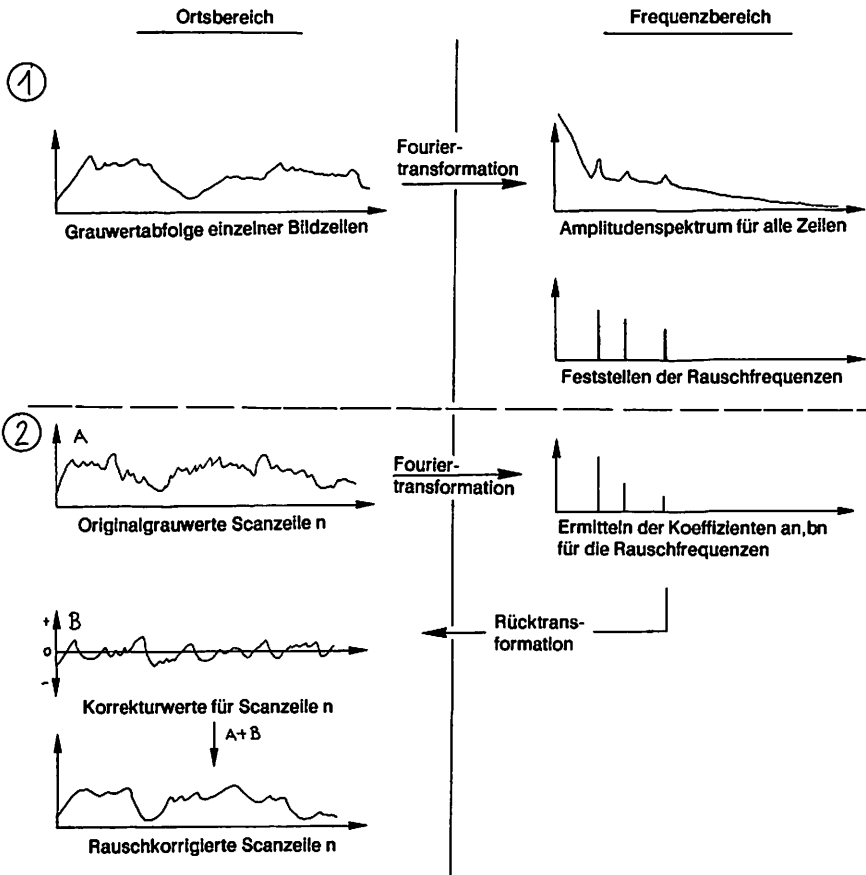 Ortsbereich
Frequenzbereich
1
Fourier-
transformation
Grauwertabfolge einzelner Bildzeilen
Amplitudenspektrum für alle Zeilen
Feststellen der Rauschfrequenzen
2
A
Fourier-
transformation
Originalgrauwerte Scanzeile n
Ermitteln der Koeffizienten an,bn
für die Rauschfrequenzen
+
B
0
-
Rücktrans-
formation
Korrekturwerte für Scanzeile n
A+B
Rauschkorrigierte Scanzeile n